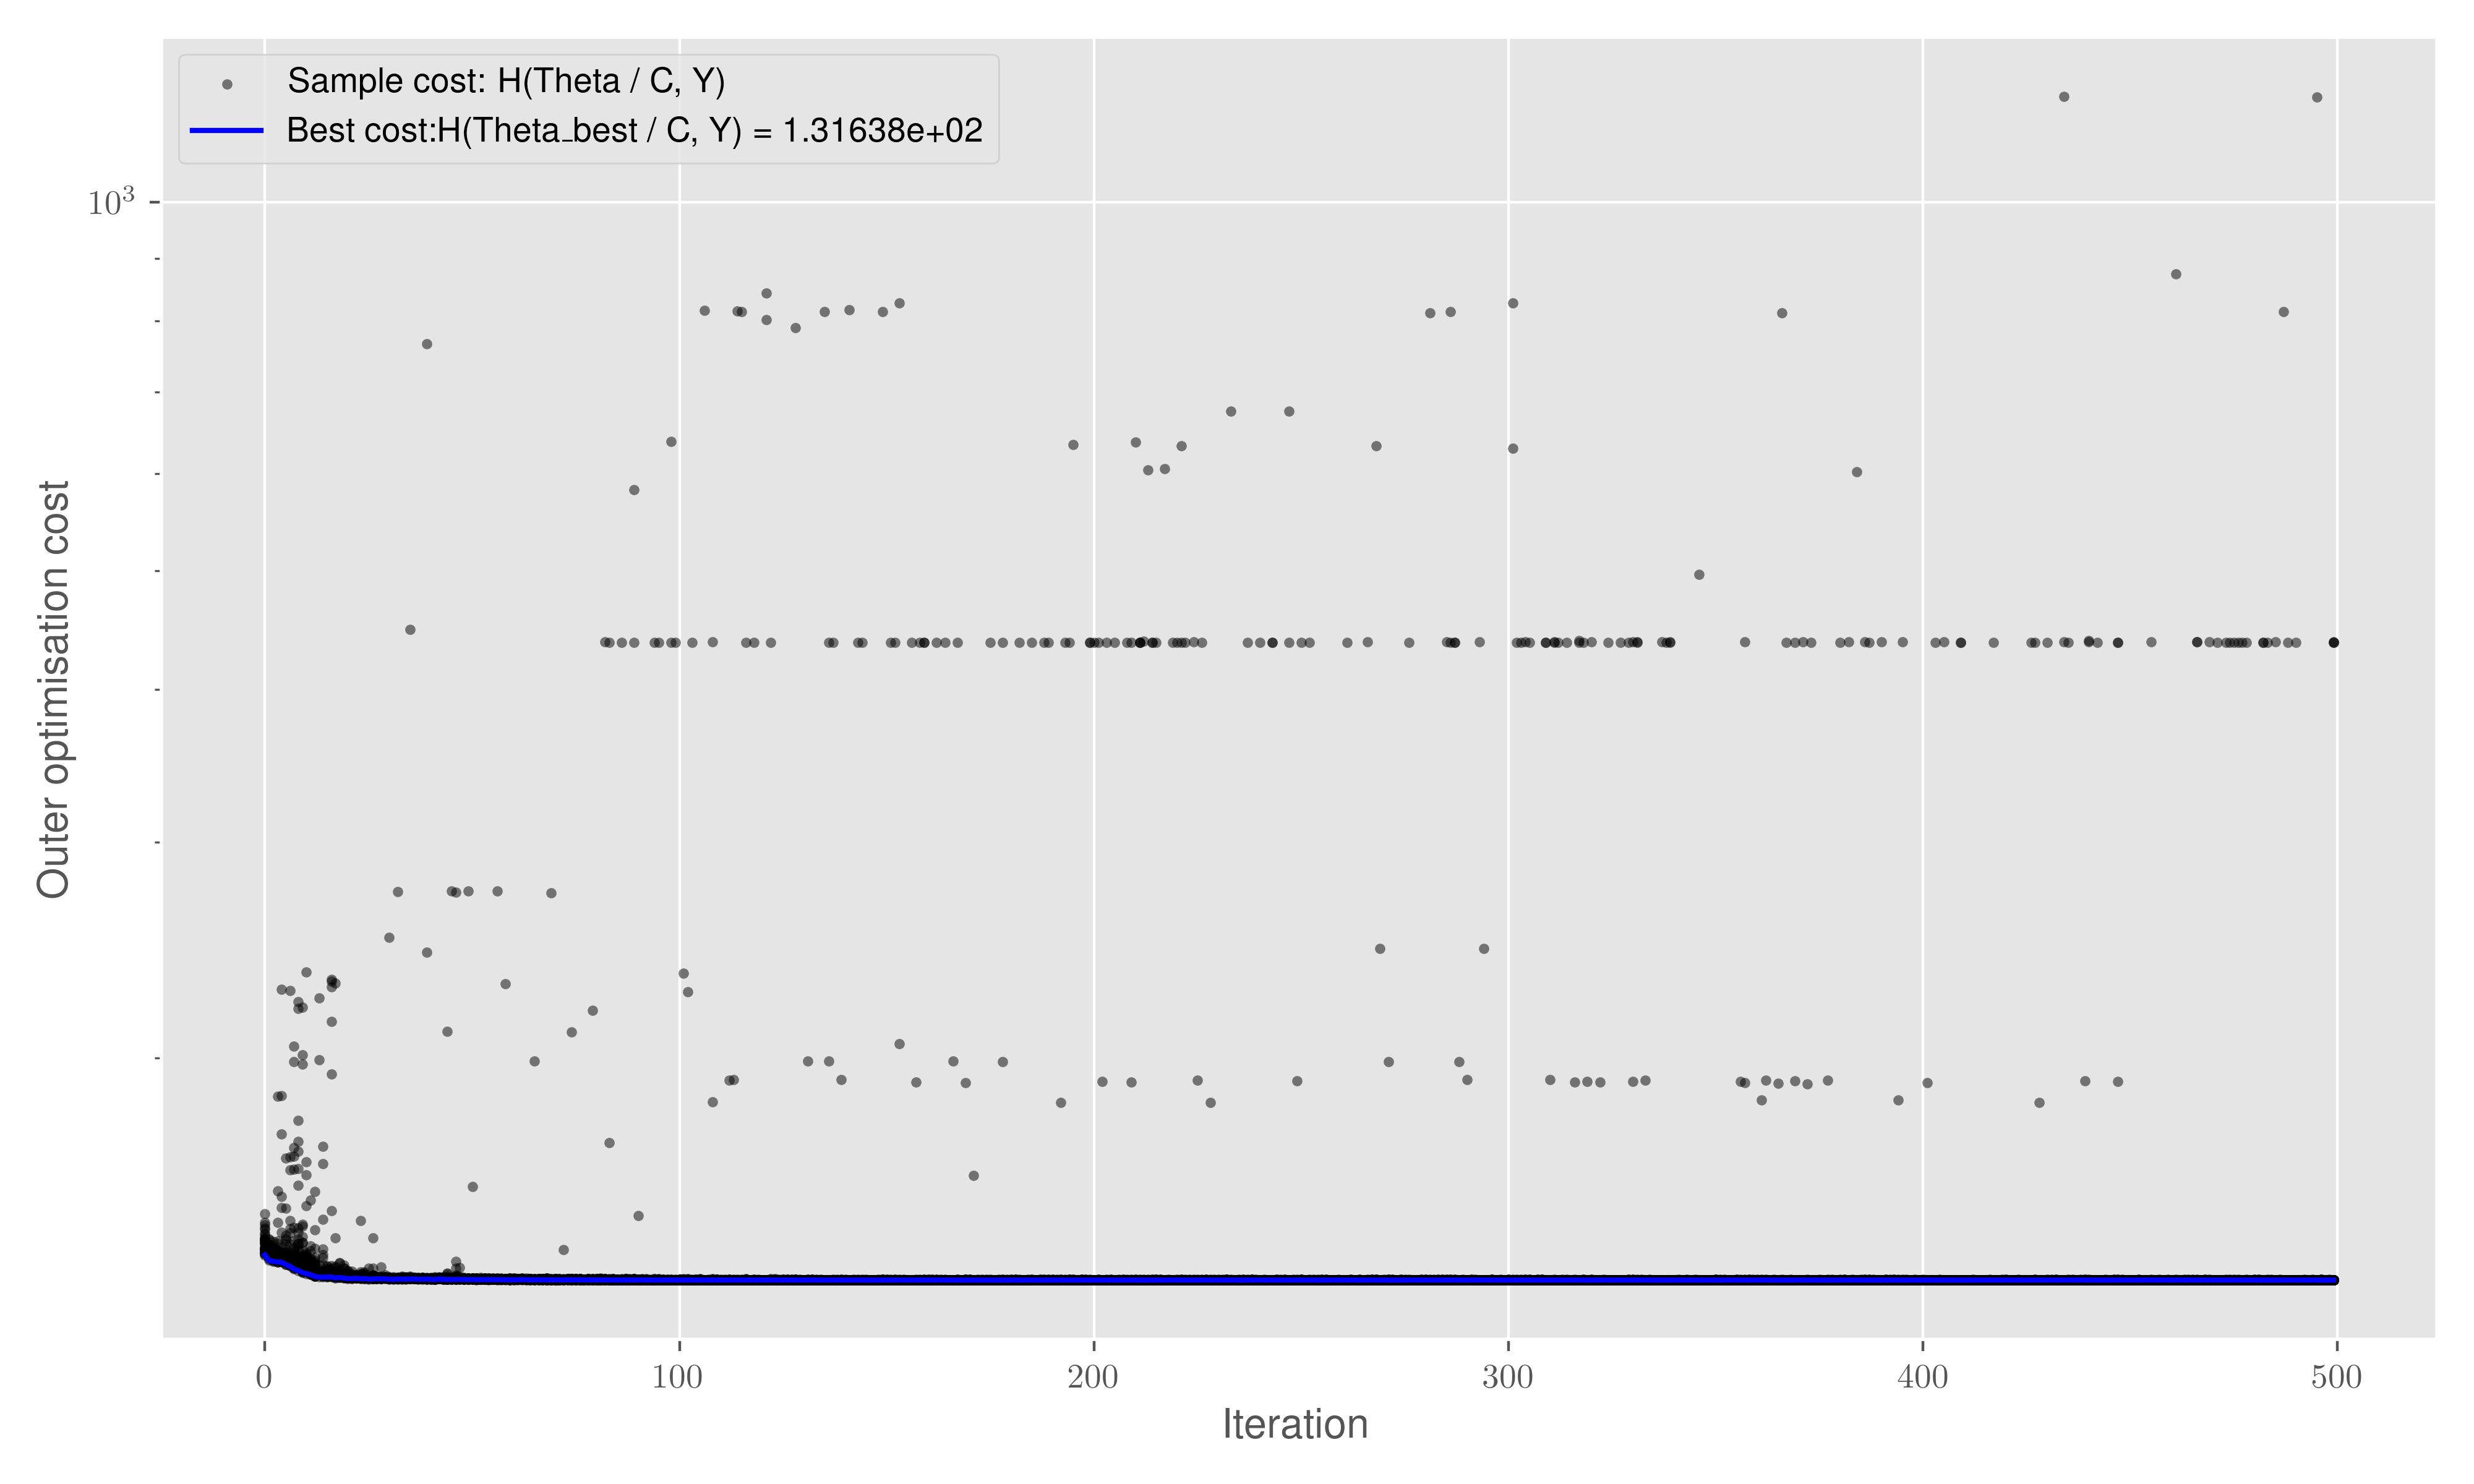 Sample cost: H(Theta / C, Y)
Best cost:H(Theta_best / C, Y) = 1.31638e+02
10³
Outer optimisation cost
0 100 200 300 400 500
Iteration